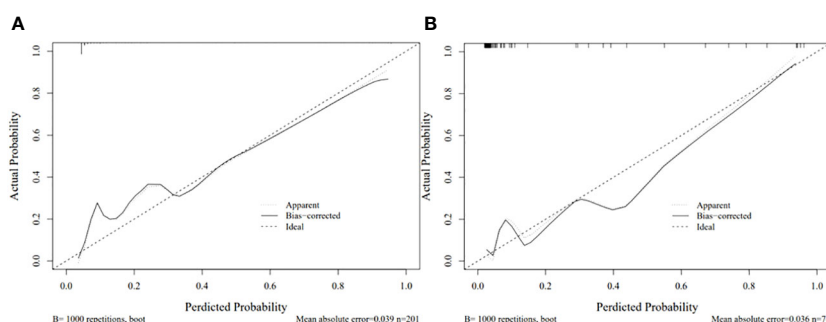 A
B
1.0
0.8
0.6
0.4
0.2
0.0
Actual Probability
Apparent
Bias-corrected
Ideal
0.0 0.2 0.4 0.6 0.8 1.0
Perdicted Probability
B= 1000 repetitions, boot
Mean absolute error=0.039 n=201
1.0
0.8
0.6
0.4
0.2
0.0
Actual Probability
Apparent
Bias-corrected
Ideal
0.0 0.2 0.4 0.6 0.8 1.0
Perdicted Probability
B= 1000 repetitions, boot
Mean absolute error=0.036 n=7